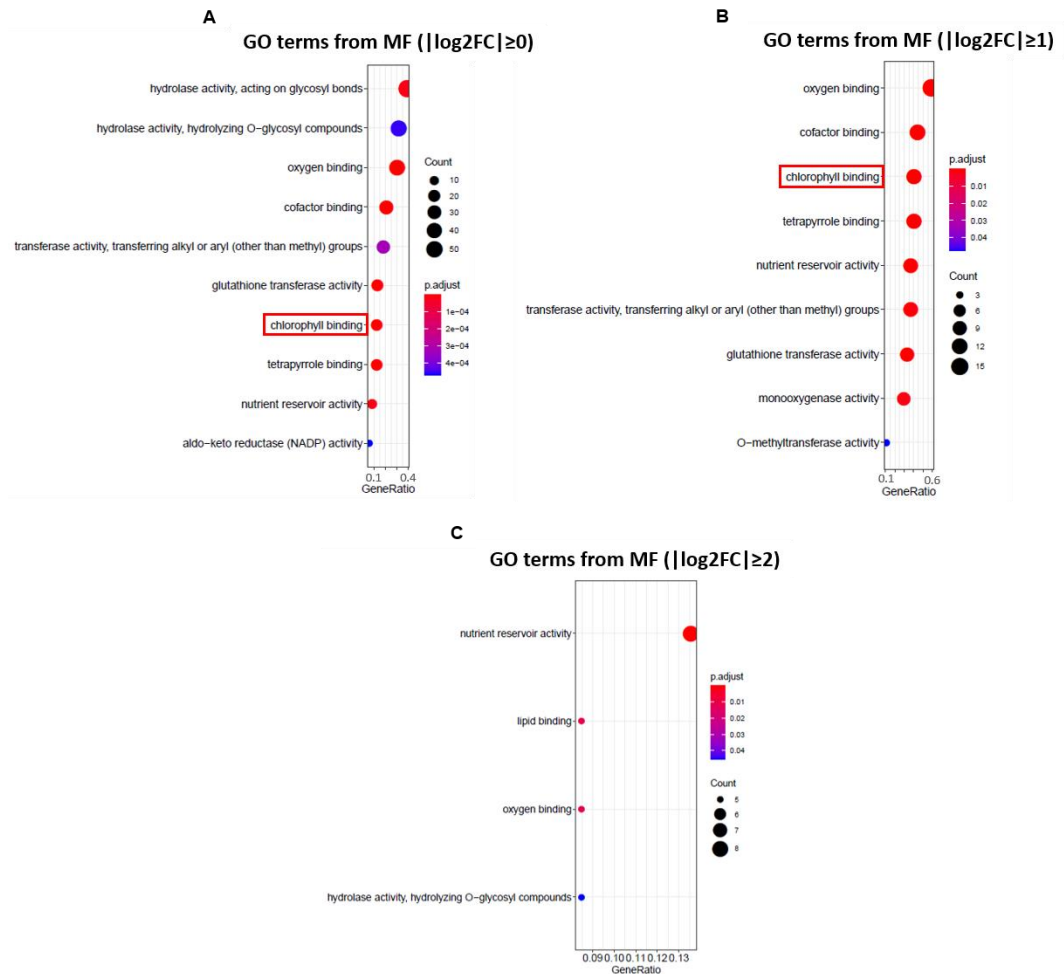 A
GO terms from MF (|log2FC|≥0)
hydrolase activity, acting on glycosyl bonds
hydrolase activity, hydrolyzing O-glycosyl compounds
oxygen binding
cofactor binding
transferase activity, transferring alkyl or aryl (other than methyl) groups
glutathione transferase activity
chlorophyll binding
tetrapyrrole binding
nutrient reservoir activity
aldo-keto reductase (NADP) activity
0.1 0.4
GeneRatio
Count
10
20
30
40
50
p.adjust
1e-04
2e-04
3e-04
4e-04
B
GO terms from MF (|log2FC|≥1)
oxygen binding
cofactor binding
chlorophyll binding
tetrapyrrole binding
nutrient reservoir activity
transferase activity, transferring alkyl or aryl (other than methyl) groups
glutathione transferase activity
monooxygenase activity
O-methyltransferase activity
0.1 0.6
GeneRatio
p.adjust
0.01
0.02
0.03
0.04
Count
3
6
9
12
15
C
GO terms from MF (|log2FC|≥2)
nutrient reservoir activity
lipid binding
oxygen binding
hydrolase activity, hydrolyzing O-glycosyl compounds
0.09 0.10 0.11 0.12 0.13
GeneRatio
p.adjust
0.01
0.02
0.03
0.04
Count
5
6
7
8